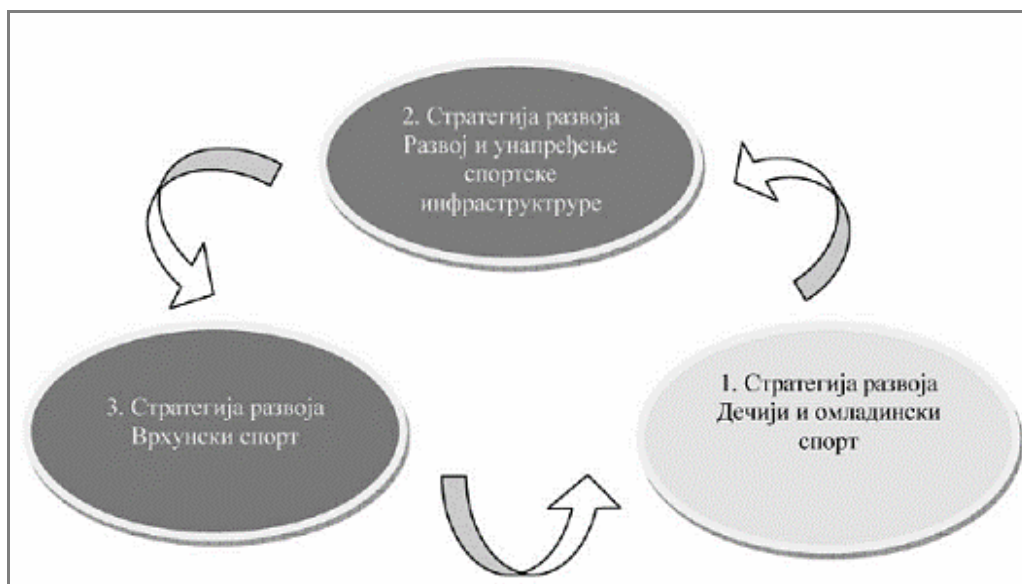 2. Стратегија развоја
Развој и унапређење
спортске
инфраструктруре
3. Стратегија развоја
Врхунски спорт
1. Стратегија развоја
Дечији и омладински
спорт